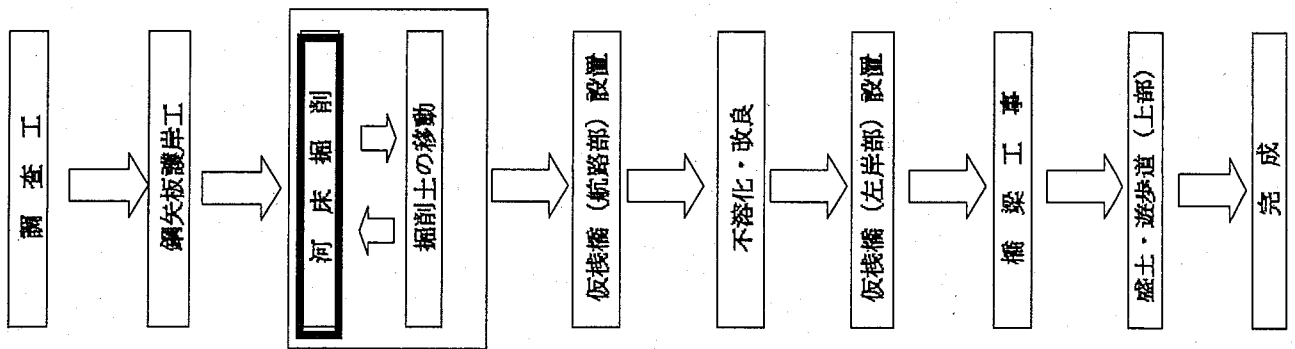 調査工
鋼矢板護岸工
河床掘削
掘削土の移動
仮桟橋（航路部）設置
不溶化・改良
仮桟橋（左岸部）設置
橋梁工事
盛土・遊歩道（上部）
完成